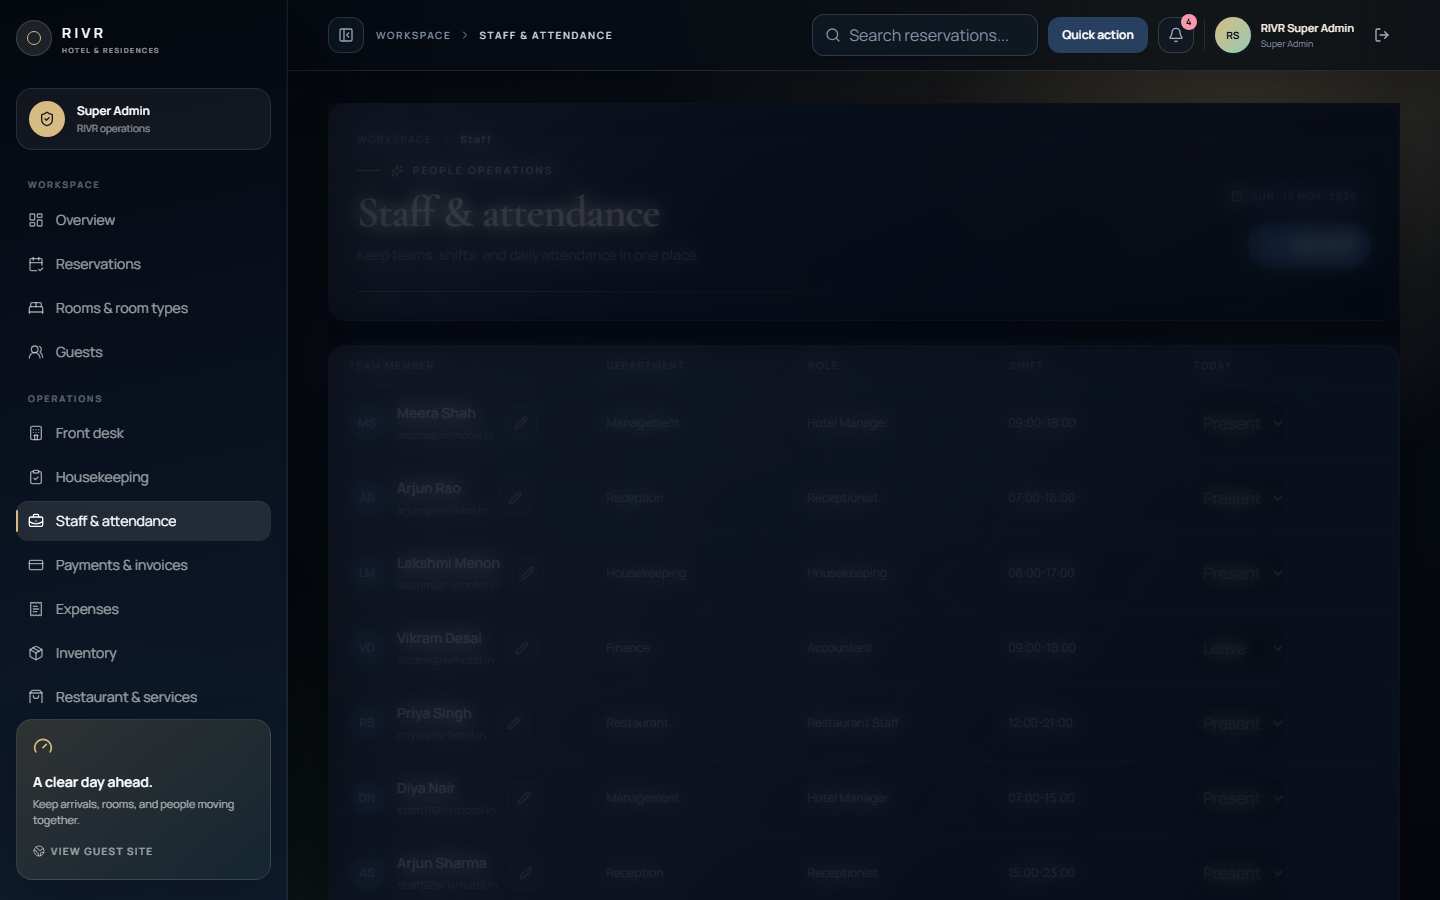 RIVR
HOTEL & RESIDENCES
Super Admin
RIVR operations
WORKSPACE
Overview
Reservations
Rooms & room types
Guests
OPERATIONS
Front desk
Housekeeping
Staff & attendance
Payments & invoices
Expenses
Inventory
Restaurant & services
A clear day ahead.
Keep arrivals, rooms, and people moving
together.
VIEW GUEST SITE
WORKSPACE > STAFF & ATTENDANCE
Search reservations...
Quick action
4
RS
RIVR Super Admin
Super Admin
WORKSPACE Staff
PEOPLE OPERATIONS
Staff & attendance
Keep teams, shifts, and daily attendance in one place.
TEAM MEMBER DEPARTMENT ROLE SHIFT TODAY
MS Meera Shah Management Hotel Manager 09:00-18:00 Present
Arjun Rao Reception Receptionist 07:00-16:00 Present
LM Lakshmi Menon Housekeeping Housekeeping 08:00-17:00 Present
VD Vikram Desai Finance Accountant 09:00-18:00 Leave
PS Priya Singh Restaurant Restaurant Staff 12:00-21:00 Present
DN Diya Nair Management Hotel Manager 07:00-15:00 Present
AS Arjun Sharma Reception Receptionist 15:00-23:00 Present